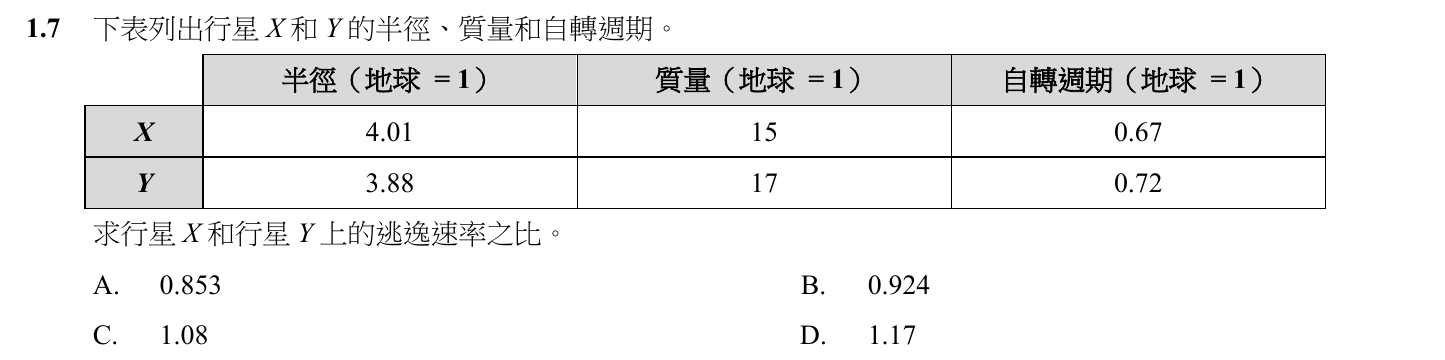 1.7 下表列出行星 X 和 Y 的半徑、質量和自轉週期。
半徑（地球 = 1） 質量（地球 = 1） 自轉週期（地球 = 1）
X 4.01 15 0.67
Y 3.88 17 0.72
求行星 X 和行星 Y 上的逃逸速率之比。
A. 0.853 B. 0.924
C. 1.08 D. 1.17